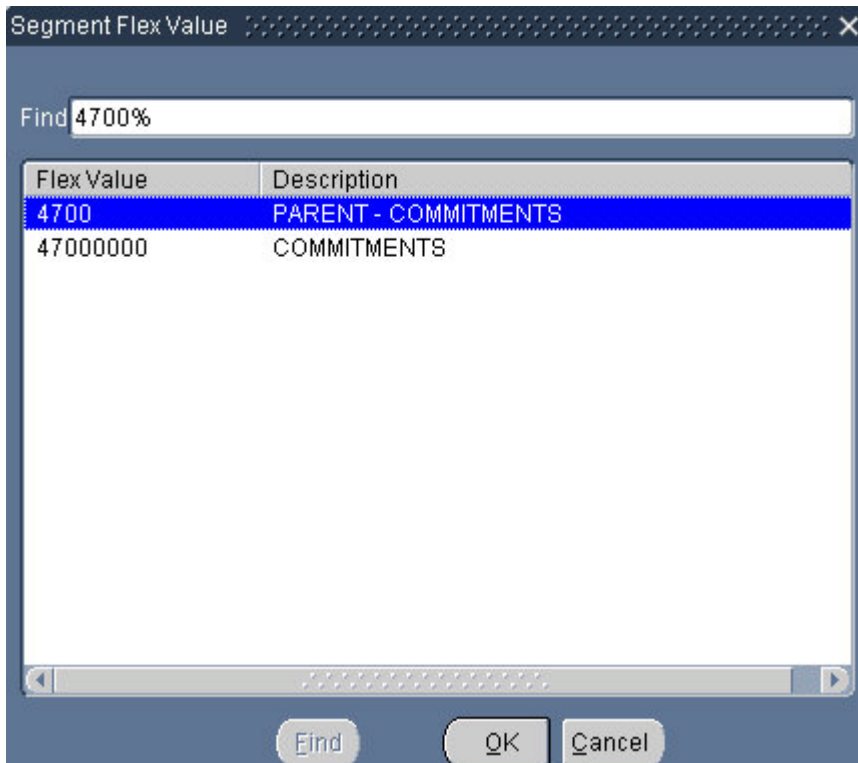 Segment Flex Value
Find 4700%
Flex Value Description
4700 PARENT - COMMITMENTS
47000000 COMMITMENTS
Find OK Cancel